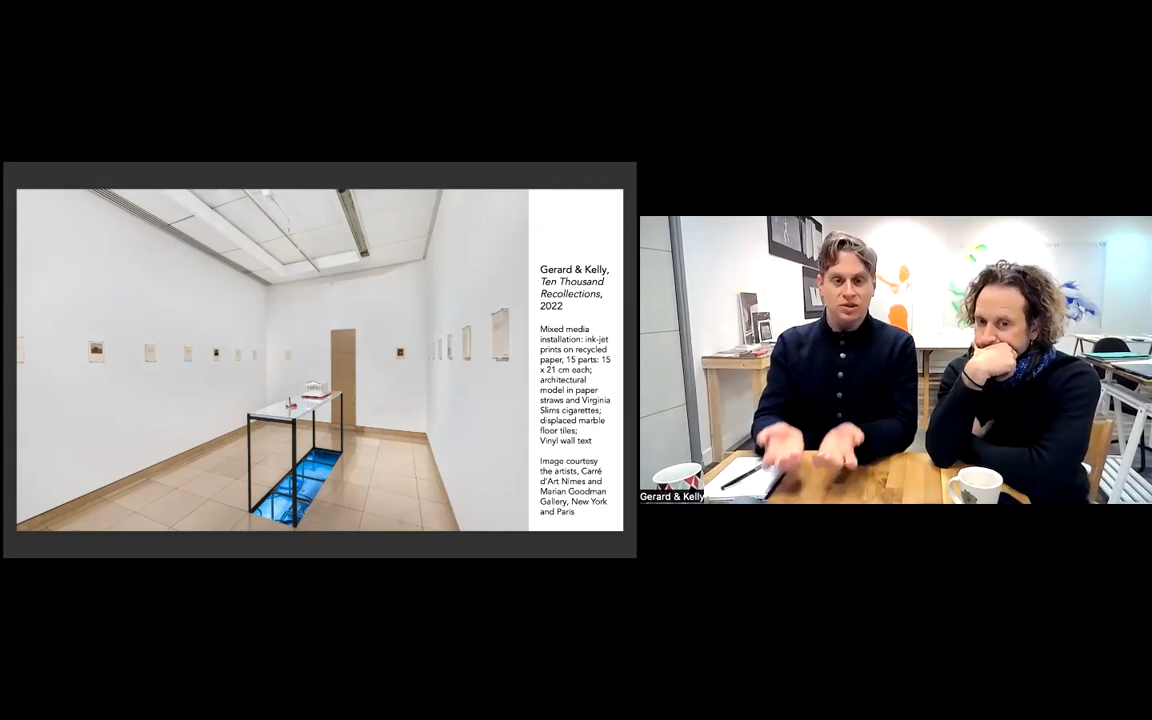 Gerard & Kelly,
Ten Thousand
Recollections,
2022
Mixed media
installation: ink-jet
prints on recycled
paper, 15 parts: 15
x 21 cm each;
architectural
model in paper
straws and Virginia
Slims cigarettes;
displaced marble
floor tiles;
Vinyl wall text
Image courtesy
the artists, Carré
d'Art Nimes and
Marian Goodman
Gallery, New York
and Paris
Gerard & Kelly